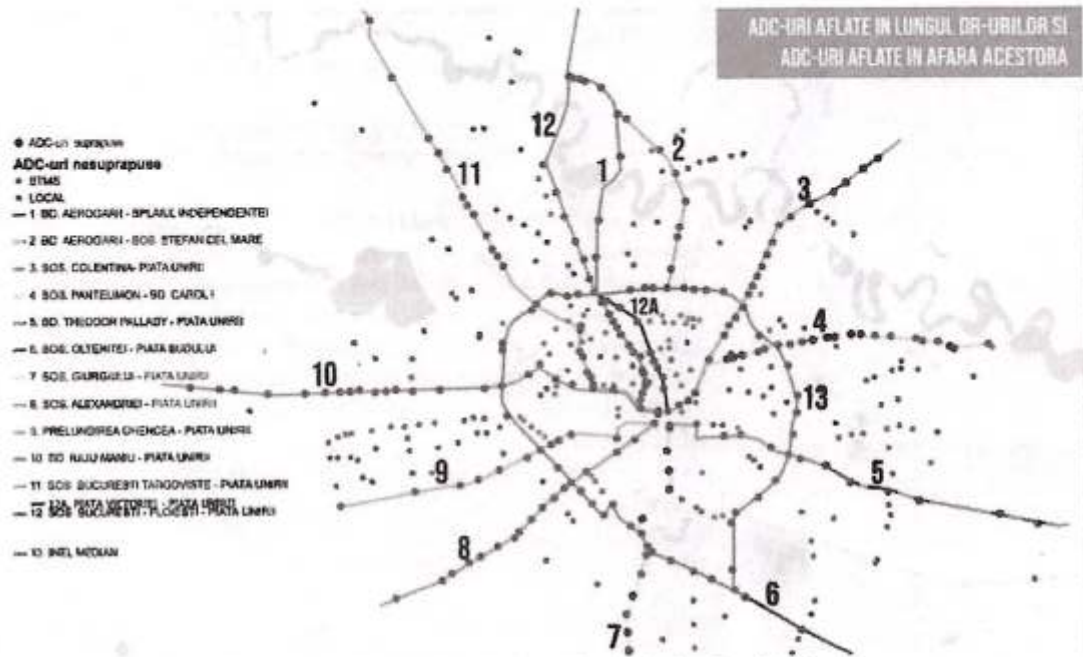 ADC-URI AFLATE IN LUNGUL DR-URILOR SI
ADC-URI AFLATE IN AFARA ACESTORA
ADC-uri suprapuse
ADC-uri nesuprapuse
LOCAL
1 BD. AEROGARII - SPLAIUL INDEPENDENTEI
2 BD AEROGARII - SOS. STEFAN CEL MARE
3. SOS. COLENTINA- PIATA UNIRII
4 SOS. PANTELIMON - BD. CAROL I
5. BD. THEODOR PALLADY - PIATA UNIRII
6. SOS. OLTENITEI - PIATA SUDULUI
7 SOS. GIURGIULUI - PIATA UNIRII
8. SOS. ALEXANDRIEI - PIATA UNIRII
9. PRELUNGIREA GHENCEA - PIATA UNIRII
10. BD IULIU MANIU - PIATA UNIRII
11 SOS BUCURESTI TARGOVISTE - PIATA UNIRII
12A. PIATA VICTORIEI - PIATA UNIRII
12 SOS BUCURESTI - PLOIESTI - PIATA UNIRII
INEL MEDIAN
12
1
2
3
11
12A
4
10
13
9
5
8
6
7